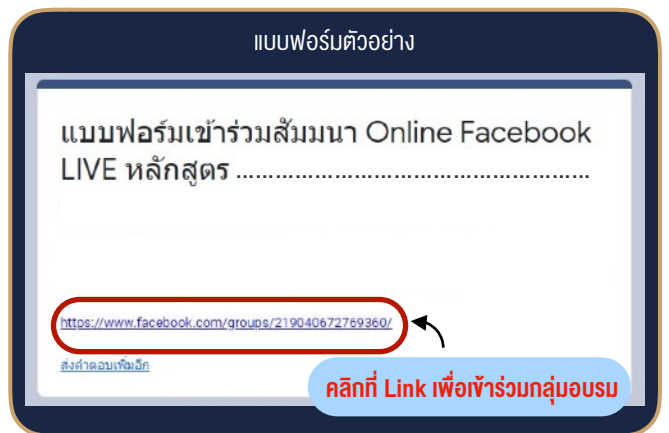 แบบฟอร์มตัวอย่าง
แบบฟอร์มเข้าร่วมสัมมนา Online Facebook
LIVE หลักสูตร ......................................................
https://www.facebook.com/groups/219040672769360/
ส่งคำตอบเพิ่มอีก
คลิกที่ Link เพื่อเข้าร่วมกลุ่มอบรม